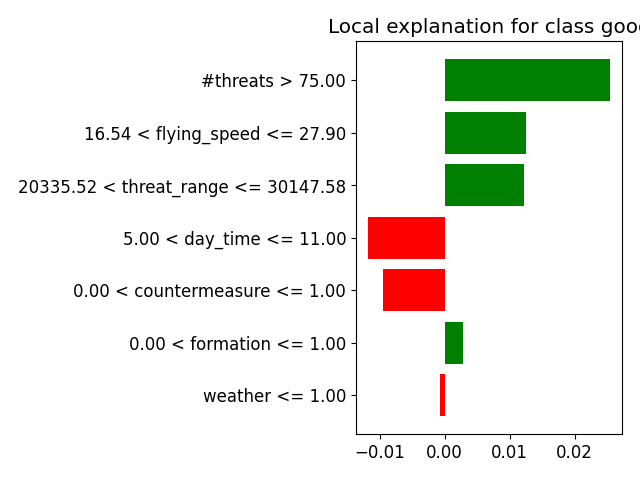 Local explanation for class good
#threats > 75.00
16.54 < flying_speed <= 27.90
20335.52 < threat_range <= 30147.58
5.00 < day_time <= 11.00
0.00 < countermeasure <= 1.00
0.00 < formation <= 1.00
weather <= 1.00
−0.01 0.00 0.01 0.02